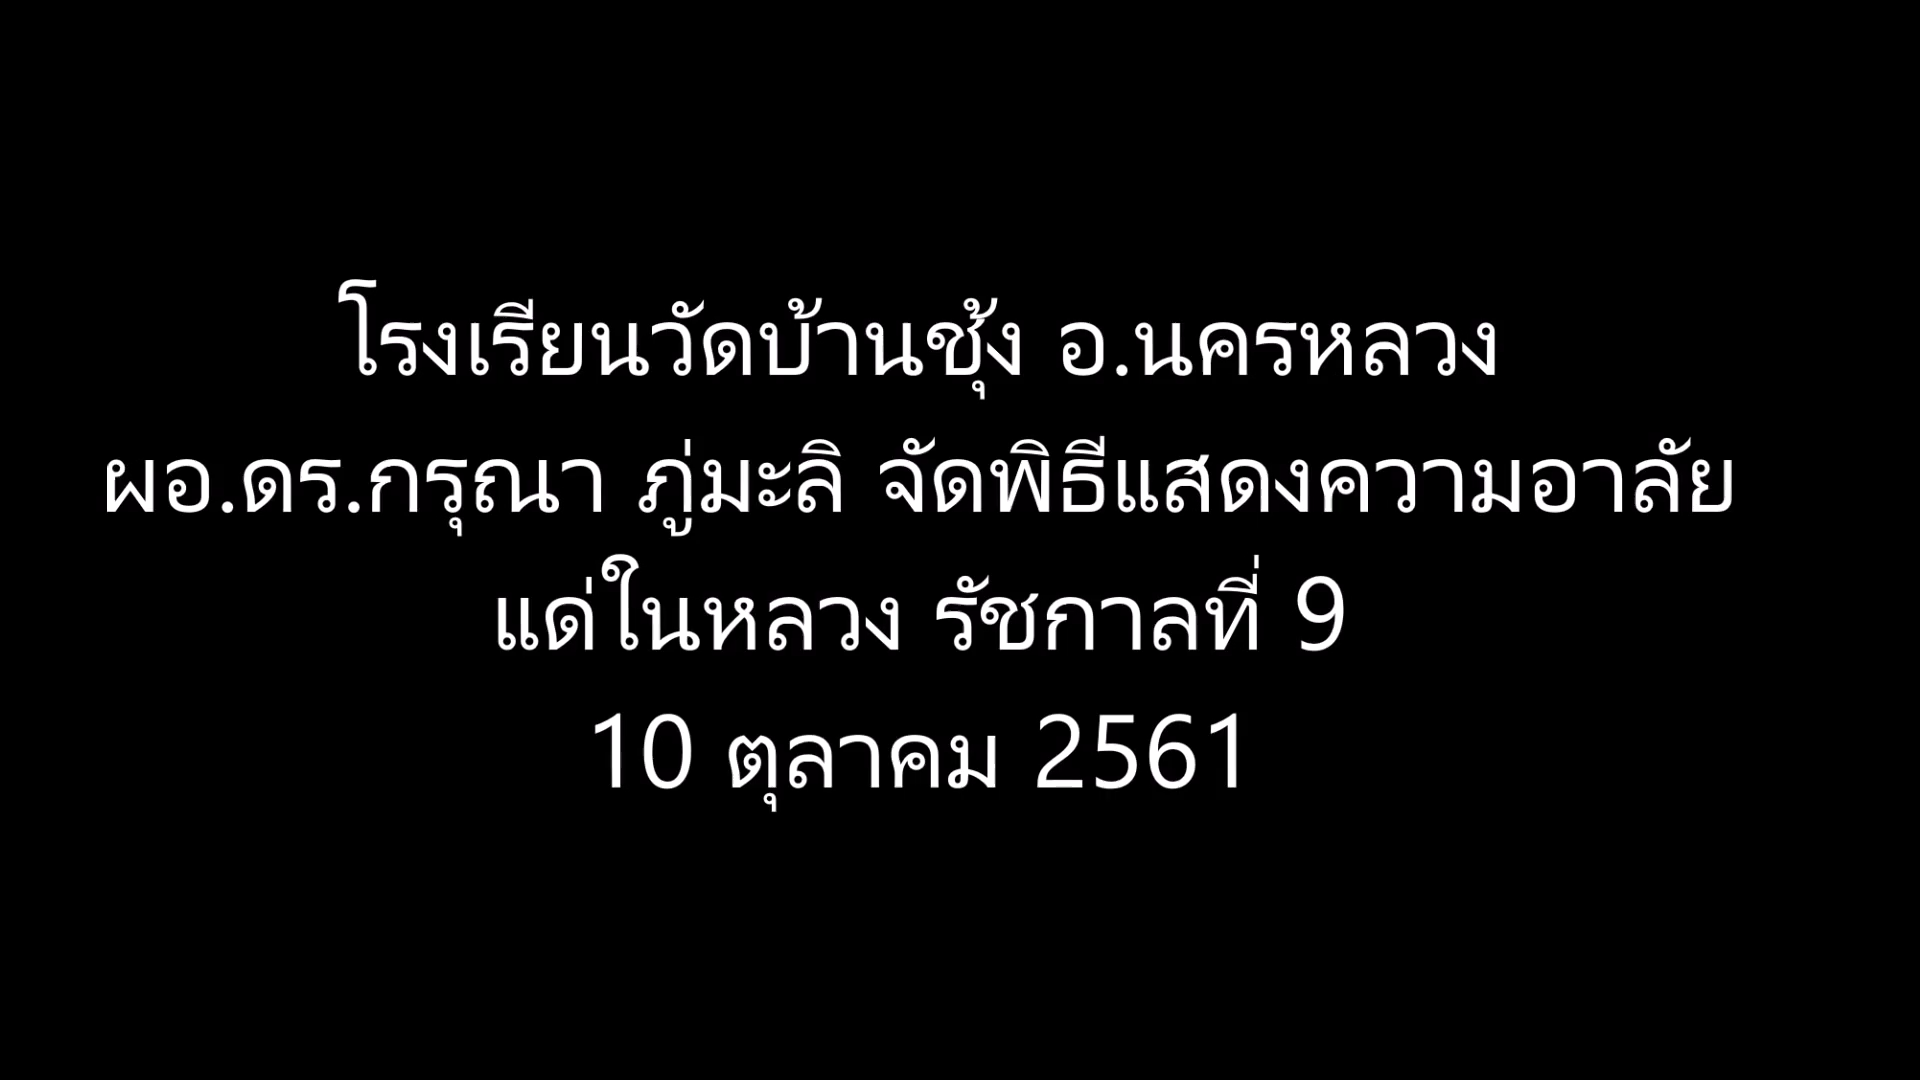 โรงเรียนวัดบ้านชุ้ง อ.นครหลวง
ผอ.ดร.กรุณา ภู่มะลิ จัดพิธีแสดงความอาลัย
แด่ในหลวง รัชกาลที่ 9
10 ตุลาคม 2561